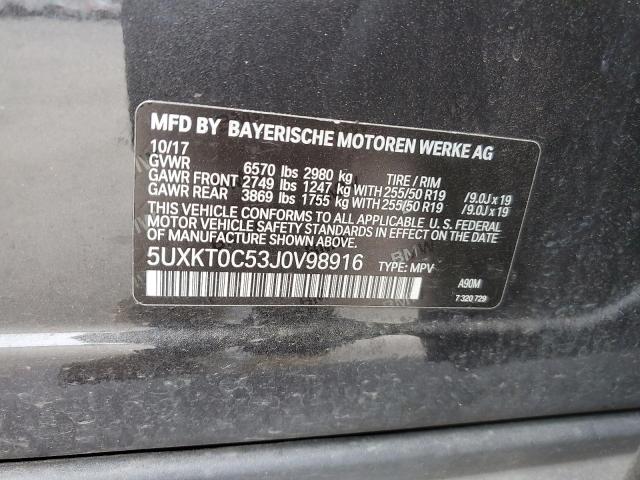 MFD BY BAYERISCHE MOTOREN WERKE AG
10/17
GVWR 6570 lbs 2980 kg TIRE / RIM
GAWR FRONT 2749 lbs 1247 kg WITH 255/50 R19 /9.0J x 19
GAWR REAR 3869 lbs 1755 kg WITH 255/50 R19 /9.0J x 19
THIS VEHICLE CONFORMS TO ALL APPLICABLE U.S. FEDERAL
MOTOR VEHICLE SAFETY STANDARDS IN EFFECT ON THE
DATE OF MANUFACTURE SHOWN ABOVE.
5UXKT0C53J0V98916 TYPE: MPV
A90M
7 320 729